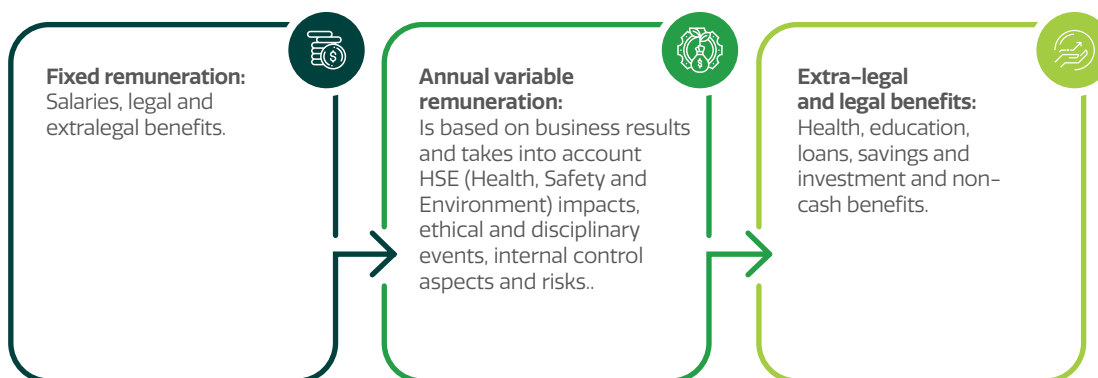 Fixed remuneration:
Salaries, legal and
extralegal benefits.
Annual variable
remuneration:
Is based on business results
and takes into account
HSE (Health, Safety and
Environment) impacts,
ethical and disciplinary
events, internal control
aspects and risks..
Extra-legal
and legal benefits:
Health, education,
loans, savings and
investment and non-
cash benefits.